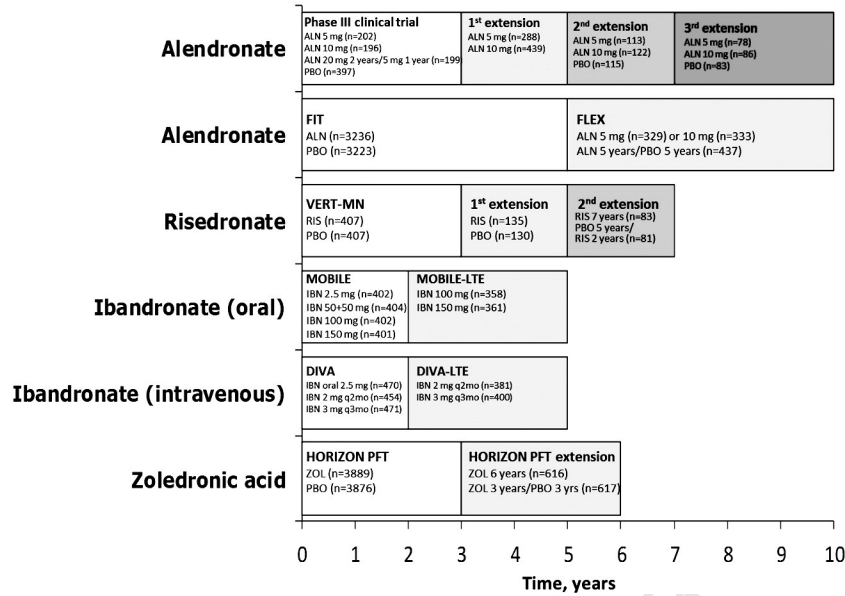 Alendronate
Phase III clinical trial
ALN 5 mg (n=202)
ALN 10 mg (n=196)
ALN 20 mg 2 years/5 mg 1 year (n=199
PBO (n=397)
1st extension
ALN 5 mg (n=288)
ALN 10 mg (n=439)
2nd extension
ALN 5 mg (n=113)
ALN 10 mg (n=122)
PBO (n=115)
3rd extension
ALN 5 mg (n=78)
ALN 10 mg (n=86)
PBO (n=83)
Alendronate
FIT
ALN (n=3236)
PBO (n=3223)
FLEX
ALN 5 mg (n=329) or 10 mg (n=333)
ALN 5 years/PBO 5 years (n=437)
Risedronate
VERT-MN
RIS (n=407)
PBO (n=407)
1st extension
RIS (n=135)
PBO (n=130)
2nd extension
RIS 7 years (n=83)
PBO 5 years/
RIS 2 years (n=81)
Ibandronate (oral)
MOBILE
IBN 2.5 mg (n=402)
IBN 50+50 mg (n=404)
IBN 100 mg (n=402)
IBN 150 mg (n=401)
MOBILE-LTE
IBN 100 mg (n=358)
IBN 150 mg (n=361)
Ibandronate (intravenous)
DIVA
IBN oral 2.5 mg (n=470)
IBN 2 mg q2mo (n=454)
IBN 3 mg q3mo (n=471)
DIVA-LTE
IBN 2 mg q2mo (n=381)
IBN 3 mg q3mo (n=400)
Zoledronic acid
HORIZON PFT
ZOL (n=3889)
PBO (n=3876)
HORIZON PFT extension
ZOL 6 years (n=616)
ZOL 3 years/PBO 3 yrs (n=617)
0 1 2 3 4 5 6 7 8 9 10
Time, years